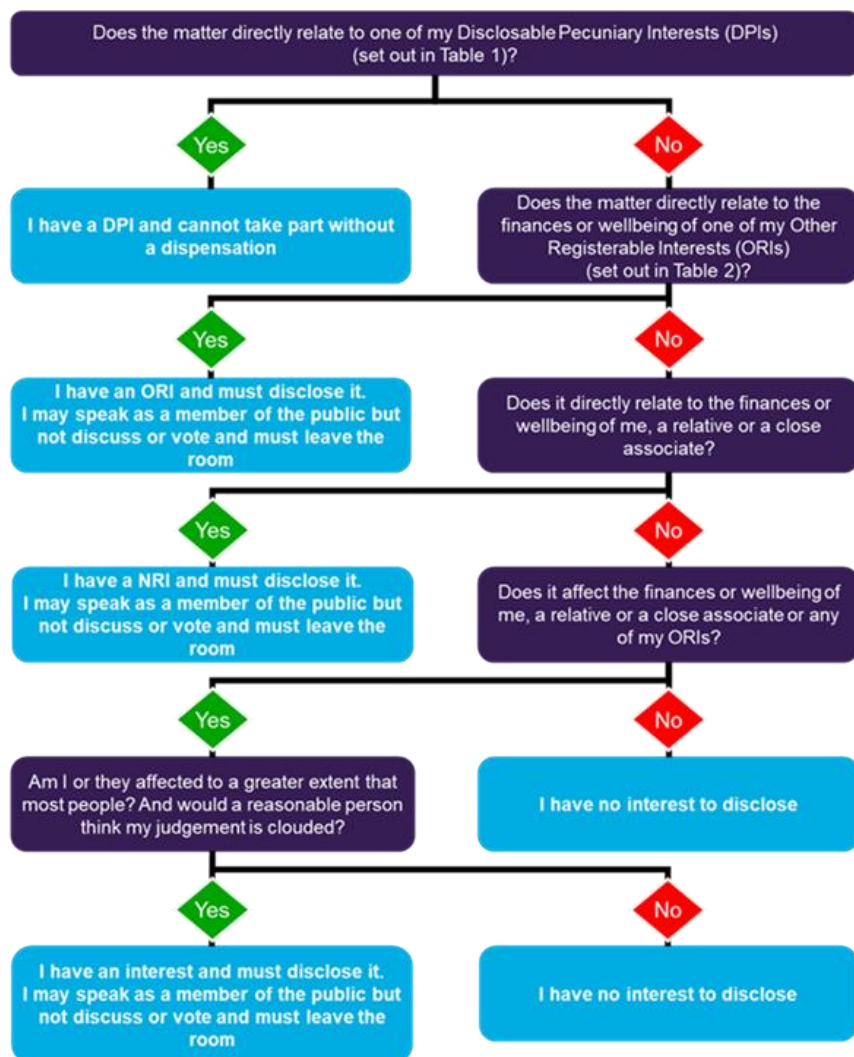 Does the matter directly relate to one of my Disclosable Pecuniary Interests (DPIs)
(set out in Table 1)?
Yes
No
I have a DPI and cannot take part without
a dispensation
Does the matter directly relate to the
finances or wellbeing of one of my Other
Registerable Interests (ORIs)
(set out in Table 2)?
Yes
No
I have an ORI and must disclose it.
I may speak as a member of the public but
not discuss or vote and must leave the
room
Does it directly relate to the finances or
wellbeing of me, a relative or a close
associate?
Yes
No
I have a NRI and must disclose it.
I may speak as a member of the public but
not discuss or vote and must leave the
room
Does it affect the finances or wellbeing of
me, a relative or a close associate or any
of my ORIs?
Yes
No
Am I or they affected to a greater extent that
most people? And would a reasonable person
think my judgement is clouded?
I have no interest to disclose
Yes
No
I have an interest and must disclose it.
I may speak as a member of the public but
not discuss or vote and must leave the
room
I have no interest to disclose